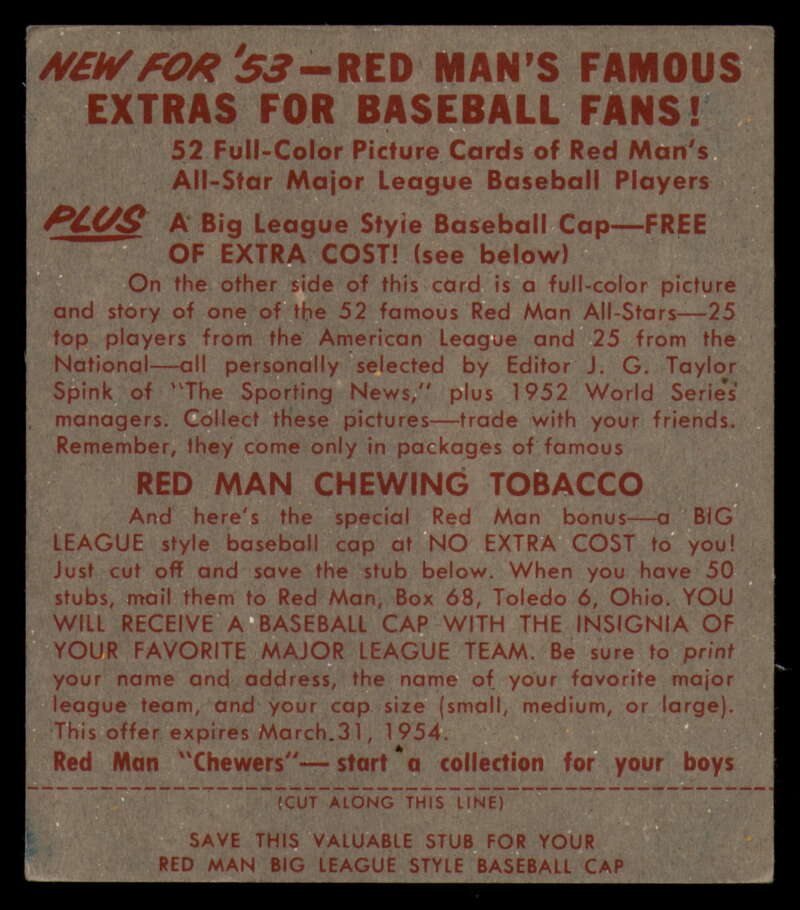 NEW FOR '53—RED MAN'S FAMOUS
EXTRAS FOR BASEBALL FANS!
52 Full-Color Picture Cards of Red Man's
All-Star Major League Baseball Players
PLUS A Big League Style Baseball Cap—FREE
OF EXTRA COST! (see below)
On the other side of this card is a full-color picture
and story of one of the 52 famous Red Man All-Stars—25
top players from the American League and 25 from the
National—all personally selected by Editor J. G. Taylor
Spink of "The Sporting News," plus 1952 World Series
managers. Collect these pictures—trade with your friends.
Remember, they come only in packages of famous
RED MAN CHEWING TOBACCO
And here's the special Red Man bonus—a BIG
LEAGUE style baseball cap at NO EXTRA COST to you!
Just cut off and save the stub below. When you have 50
stubs, mail them to Red Man, Box 68, Toledo 6, Ohio. YOU
WILL RECEIVE A BASEBALL CAP WITH THE INSIGNIA OF
YOUR FAVORITE MAJOR LEAGUE TEAM. Be sure to print
your name and address, the name of your favorite major
league team, and your cap size (small, medium, or large).
This offer expires March 31, 1954.
Red Man "Chewers"—start a collection for your boys
(CUT ALONG THIS LINE)
SAVE THIS VALUABLE STUB FOR YOUR
RED MAN BIG LEAGUE STYLE BASEBALL CAP